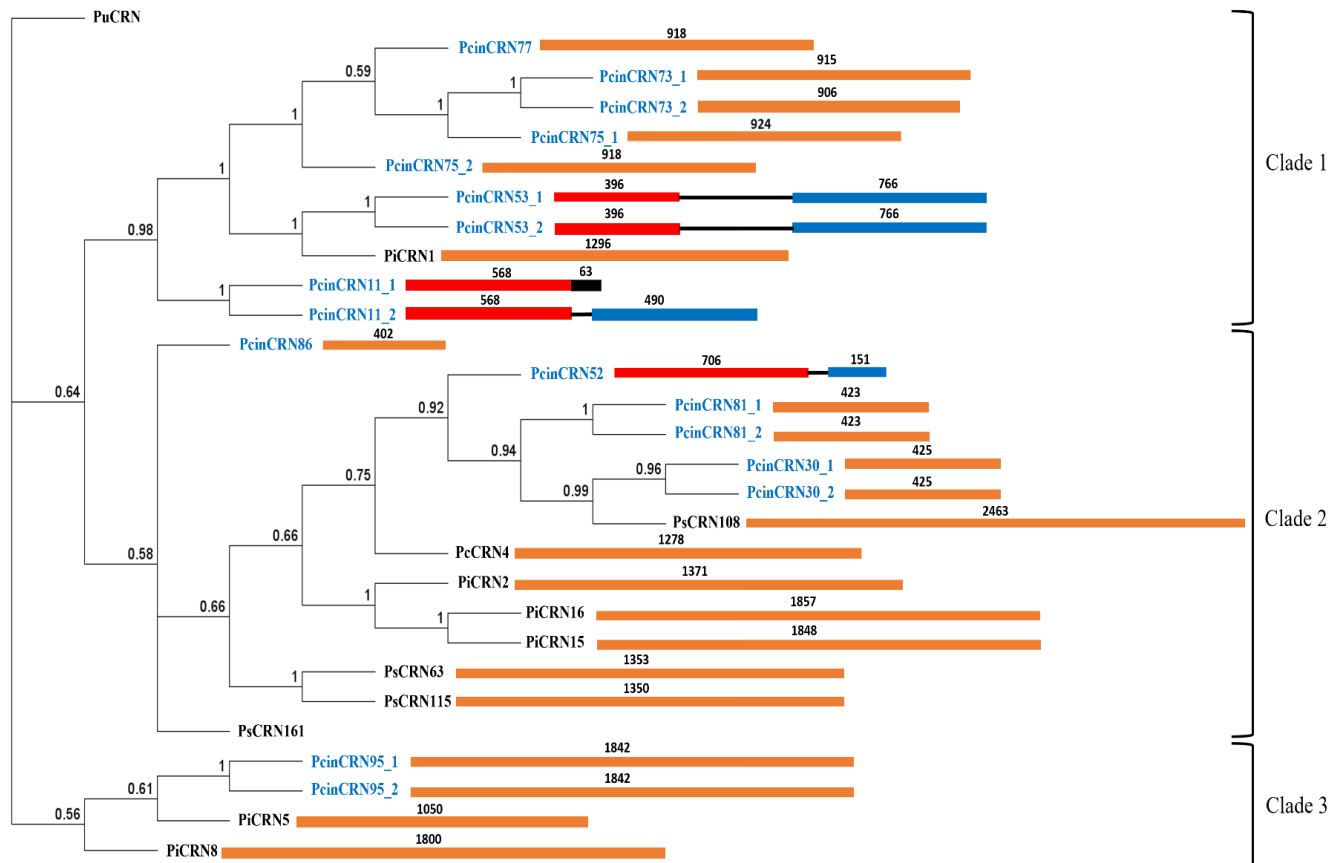 PuCRN
918
PcinCRN77
0.59
915
PcinCRN73_1
1
906
PcinCRN73_2
1
1
924
PcinCRN75_1
918
PcinCRN75_2
1
Clade 1
396 766
PcinCRN53_1
1
396 766
PcinCRN53_2
0.98
1
1296
PiCRN1
568 63
PcinCRN11_1
1
568 490
PcinCRN11_2
402
PcinCRN86
706 151
PcinCRN52
0.64
423
PcinCRN81_1
0.92
1
423
PcinCRN81_2
0.94
425
PcinCRN30_1
0.75
0.96
425
PcinCRN30_2
0.99
2463
PsCRN108
Clade 2
1278
PcCRN4
0.66
0.58
1371
PiCRN2
1857
PiCRN16
0.66
1
1
1848
PiCRN15
1353
PsCRN63
1
1350
PsCRN115
PsCRN161
1842
PcinCRN95_1
1
1842
PcinCRN95_2
0.61
Clade 3
1050
PiCRN5
0.56
1800
PiCRN8